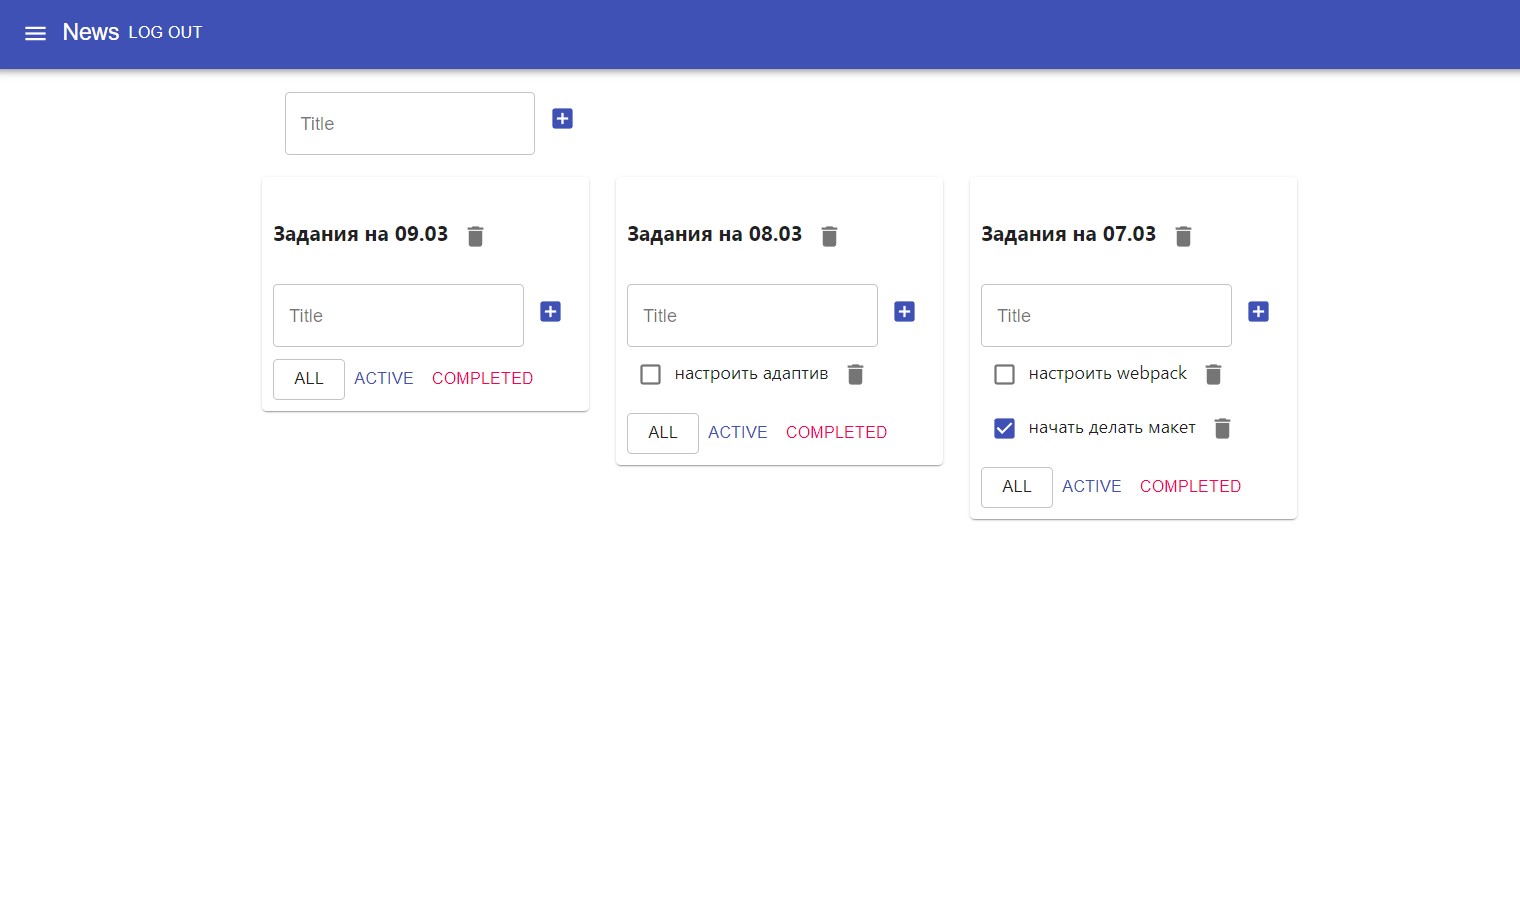 News LOG OUT
Title
Задания на 09.03
Title
ALL ACTIVE COMPLETED
Задания на 08.03
Title
настроить адаптив
ALL ACTIVE COMPLETED
Задания на 07.03
Title
настроить webpack
начать делать макет
ALL ACTIVE COMPLETED